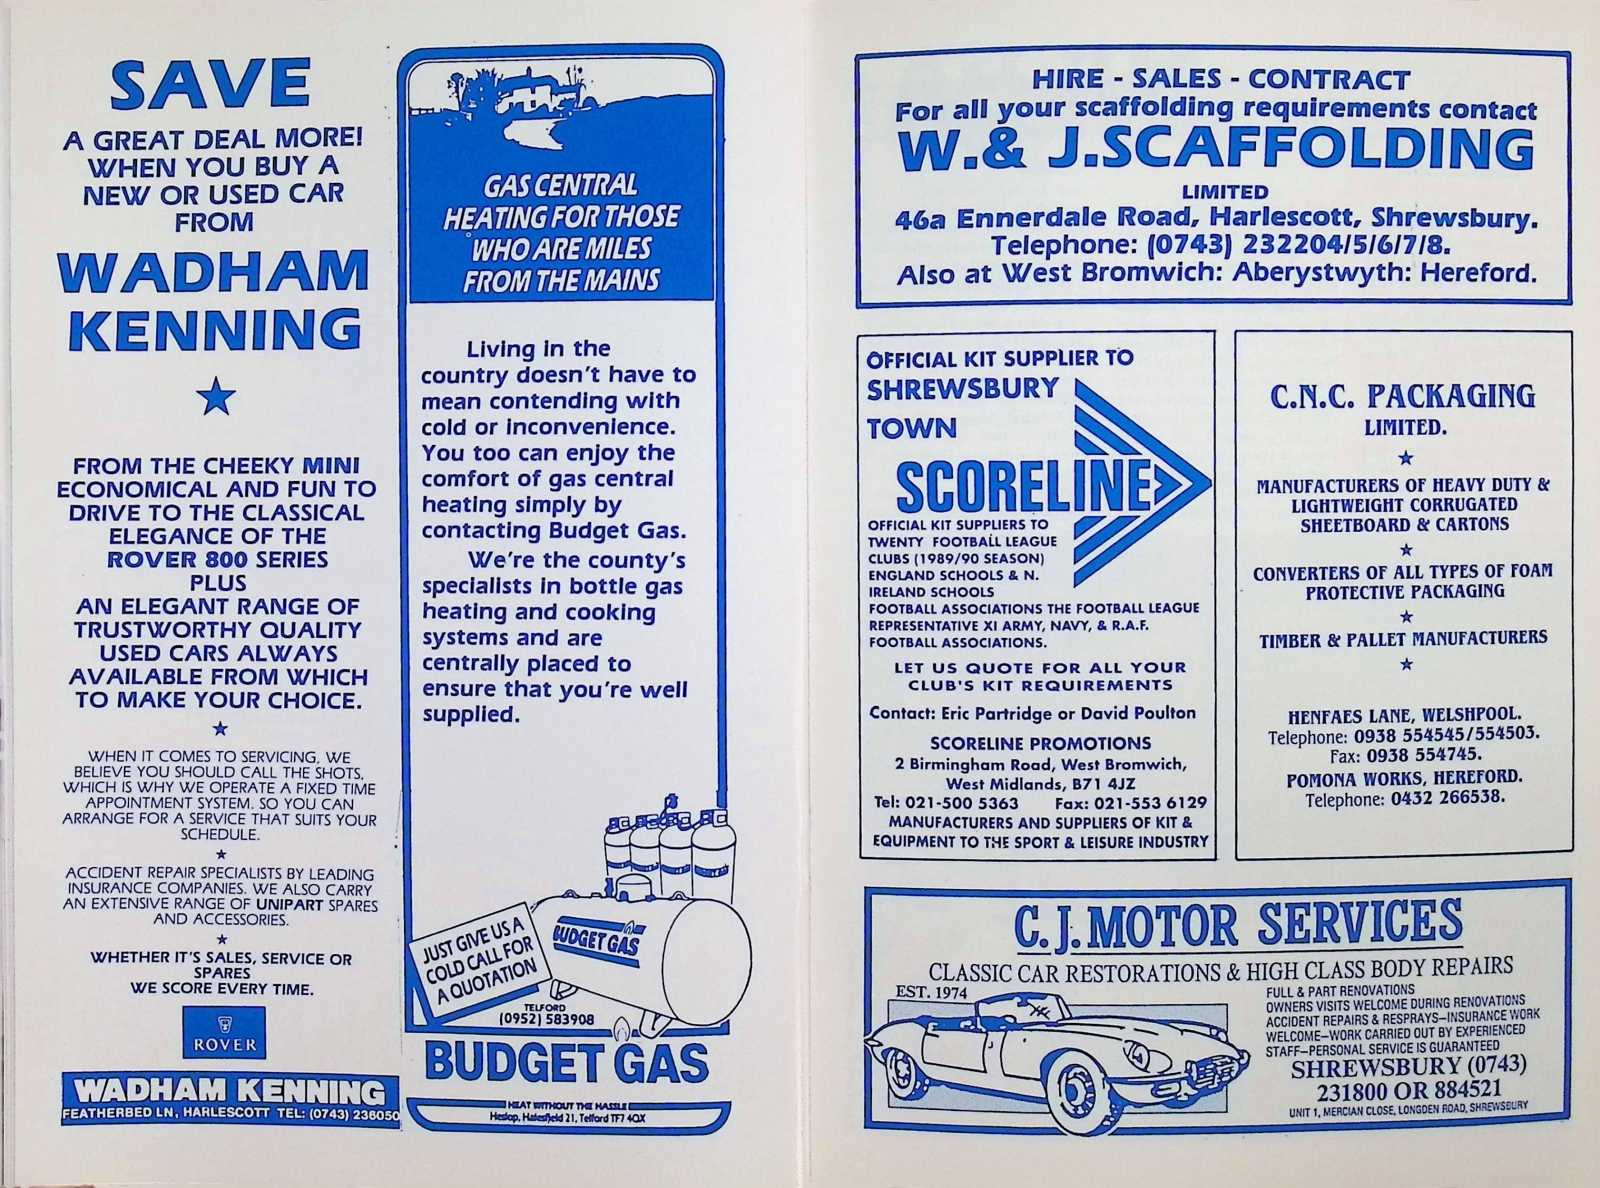 SAVE
A GREAT DEAL MORE!
WHEN YOU BUY A
NEW OR USED CAR
FROM
WADHAM
KENNING
FROM THE CHEEKY MINI
ECONOMICAL AND FUN TO
DRIVE TO THE CLASSICAL
ELEGANCE OF THE
ROVER 800 SERIES
PLUS
AN ELEGANT RANGE OF
TRUSTWORTHY QUALITY
USED CARS ALWAYS
AVAILABLE FROM WHICH
TO MAKE YOUR CHOICE.
WHEN IT COMES TO SERVICING, WE
BELIEVE YOU SHOULD CALL THE SHOTS,
WHICH IS WHY WE OPERATE A FIXED TIME
APPOINTMENT SYSTEM. SO YOU CAN
ARRANGE FOR A SERVICE THAT SUITS YOUR
SCHEDULE.
ACCIDENT REPAIR SPECIALISTS BY LEADING
INSURANCE COMPANIES. WE ALSO CARRY
AN EXTENSIVE RANGE OF UNIPART SPARES
AND ACCESSORIES.
WHETHER IT'S SALES, SERVICE OR
SPARES
WE SCORE EVERY TIME.
ROVER
WADHAM KENNING
FEATHERBED LN, HARLESCOTT TEL: (0743) 236050
GAS CENTRAL
HEATING FOR THOSE
WHO ARE MILES
FROM THE MAINS
Living in the
country doesn't have to
mean contending with
cold or inconvenience.
You too can enjoy the
comfort of gas central
heating simply by
contacting Budget Gas.
We're the county's
specialists in bottle gas
heating and cooking
systems and are
centrally placed to
ensure that you're well
supplied.
BUDGET GAS
JUST GIVE US A
COLD CALL FOR
A QUOTATION
TELFORD
(0952) 583908
BUDGET GAS
HEAT WITHOUT THE HASSLE
Heslop, Halesfield 21, Telford TF7 4QX
HIRE - SALES - CONTRACT
For all your scaffolding requirements contact
W.& J.SCAFFOLDING
LIMITED
46a Ennerdale Road, Harlescott, Shrewsbury.
Telephone: (0743) 232204/5/6/7/8.
Also at West Bromwich: Aberystwyth: Hereford.
OFFICIAL KIT SUPPLIER TO
SHREWSBURY
TOWN
SCORELINE
OFFICIAL KIT SUPPLIERS TO
TWENTY FOOTBALL LEAGUE
CLUBS (1989/90 SEASON)
ENGLAND SCHOOLS & N.
IRELAND SCHOOLS
FOOTBALL ASSOCIATIONS THE FOOTBALL LEAGUE
REPRESENTATIVE XI ARMY, NAVY, & R.A.F.
FOOTBALL ASSOCIATIONS.
LET US QUOTE FOR ALL YOUR
CLUB'S KIT REQUIREMENTS
Contact: Eric Partridge or David Poulton
SCORELINE PROMOTIONS
2 Birmingham Road, West Bromwich,
West Midlands, B71 4JZ
Tel: 021-500 5363 Fax: 021-553 6129
MANUFACTURERS AND SUPPLIERS OF KIT &
EQUIPMENT TO THE SPORT & LEISURE INDUSTRY
C.N.C. PACKAGING
LIMITED.
MANUFACTURERS OF HEAVY DUTY &
LIGHTWEIGHT CORRUGATED
SHEETBOARD & CARTONS
CONVERTERS OF ALL TYPES OF FOAM
PROTECTIVE PACKAGING
TIMBER & PALLET MANUFACTURERS
HENFAES LANE, WELSHPOOL.
Telephone: 0938 554545/554503.
Fax: 0938 554745.
POMONA WORKS, HEREFORD.
Telephone: 0432 266538.
C.J. MOTOR SERVICES
CLASSIC CAR RESTORATIONS & HIGH CLASS BODY REPAIRS
EST. 1974
FULL & PART RENOVATIONS
OWNERS VISITS WELCOME DURING RENOVATIONS
ACCIDENT REPAIRS & RESPRAYS–INSURANCE WORK
WELCOME–WORK CARRIED OUT BY EXPERIENCED
STAFF–PERSONAL SERVICE IS GUARANTEED
SHREWSBURY (0743)
231800 OR 884521
UNIT 1, MERCIAN CLOSE, LONGDEN ROAD, SHREWSBURY